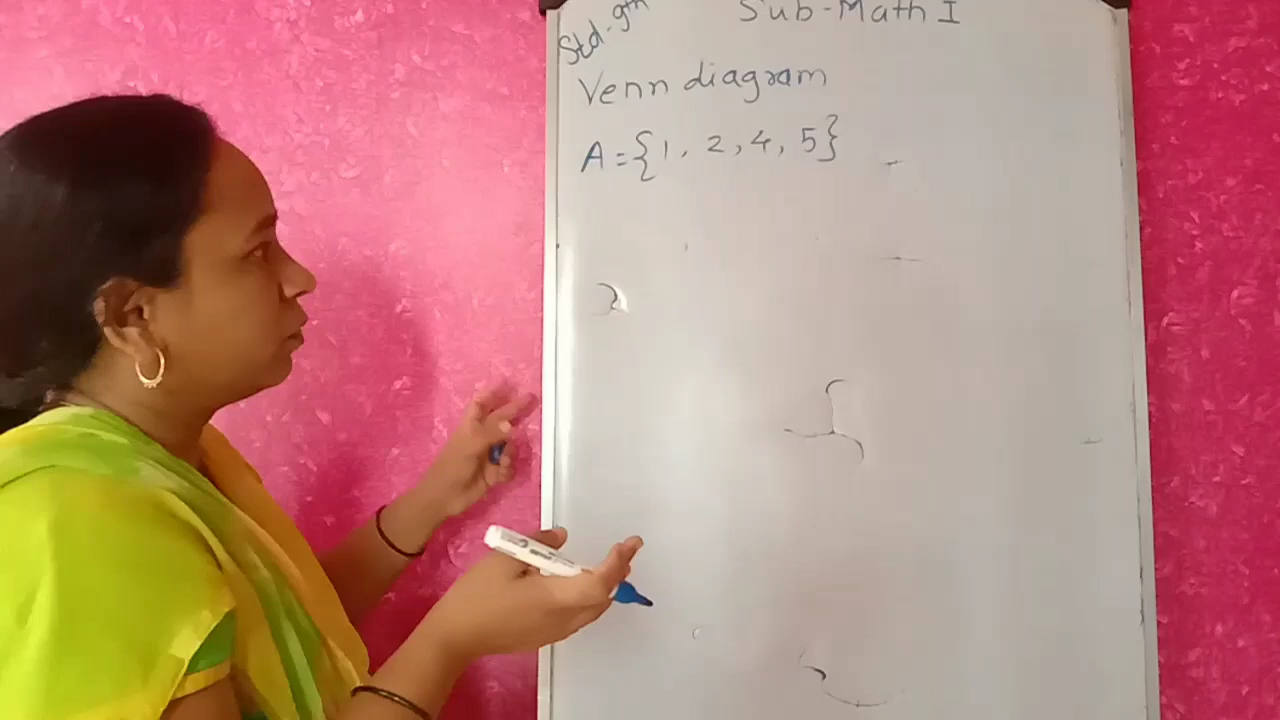 Std-9th Sub-Math I
Venn diagram
A={1, 2, 4, 5}